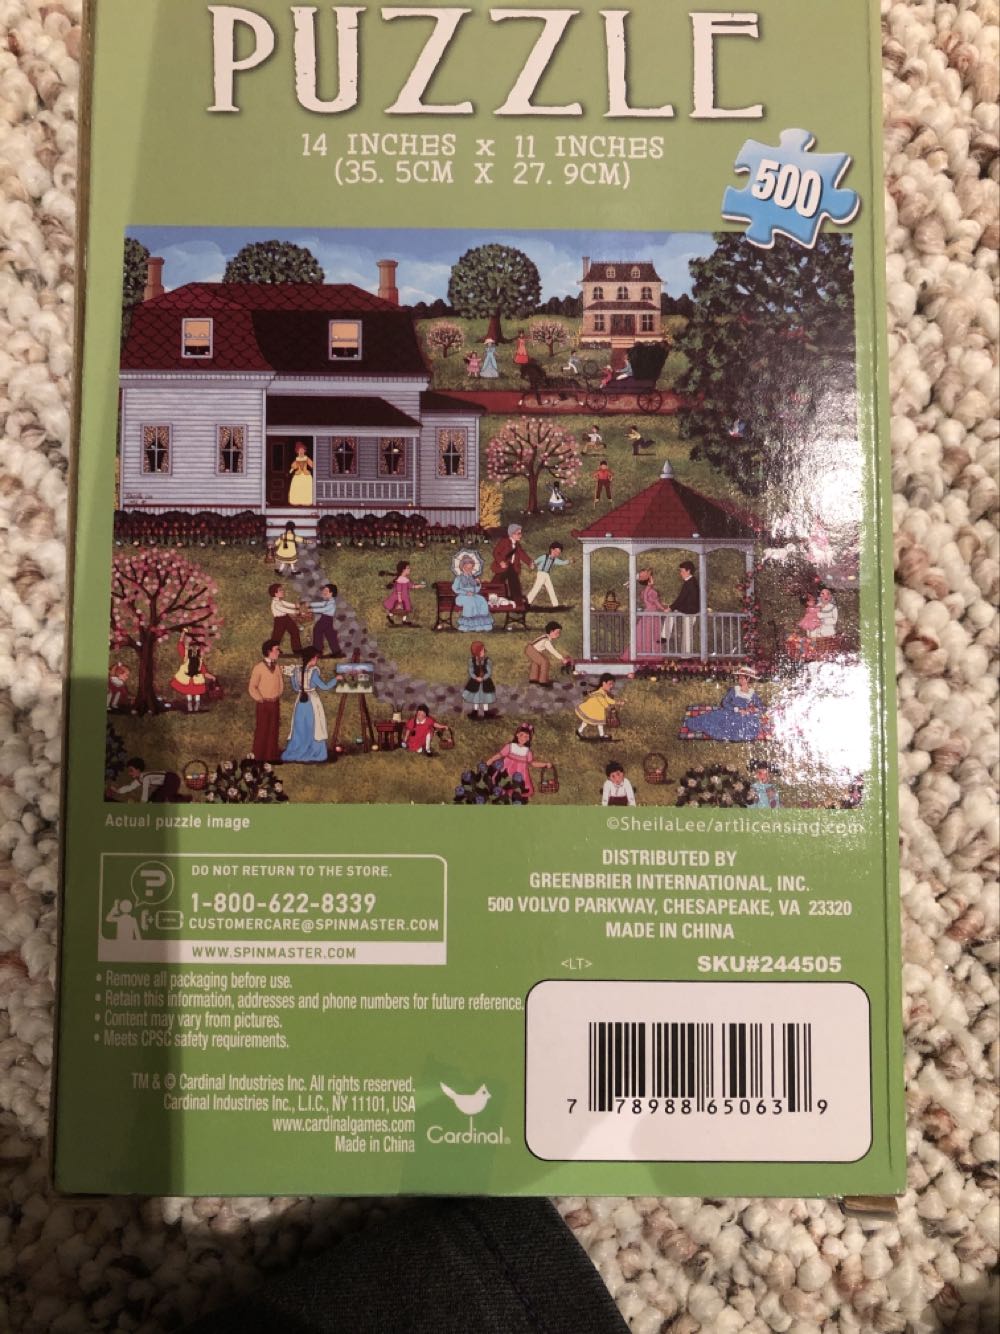 PUZZLE
14 INCHES x 11 INCHES
(35. 5CM X 27. 9CM)
500
Actual puzzle image
©SheilaLee/artlicensing.com
DO NOT RETURN TO THE STORE.
?
1-800-622-8339
CUSTOMERCARE@SPINMASTER.COM
WWW.SPINMASTER.COM
DISTRIBUTED BY
GREENBRIER INTERNATIONAL, INC.
500 VOLVO PARKWAY, CHESAPEAKE, VA 23320
MADE IN CHINA
<LT>
SKU#244505
• Remove all packaging before use.
• Retain this information, addresses and phone numbers for future reference.
• Content may vary from pictures.
• Meets CPSC safety requirements.
TM & © Cardinal Industries Inc. All rights reserved.
Cardinal Industries Inc., L.I.C., NY 11101, USA
www.cardinalgames.com
Made in China
Cardinal®
7 78988 65063 9